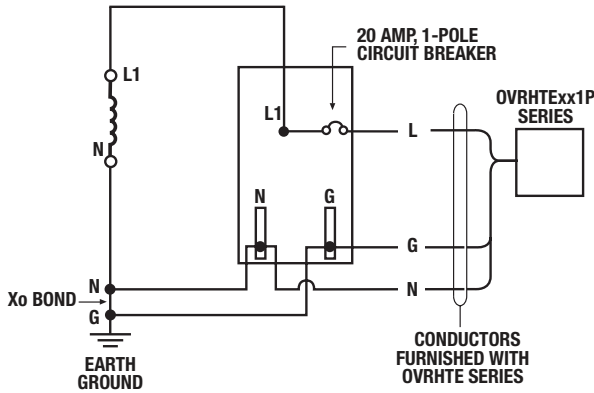 20 AMP, 1-POLE
CIRCUIT BREAKER
L1
OVRHTExx1P
SERIES
L1
L
N
N
G
G
N
N
Xo BOND
G
EARTH
GROUND
CONDUCTORS
FURNISHED WITH
OVRHTE SERIES